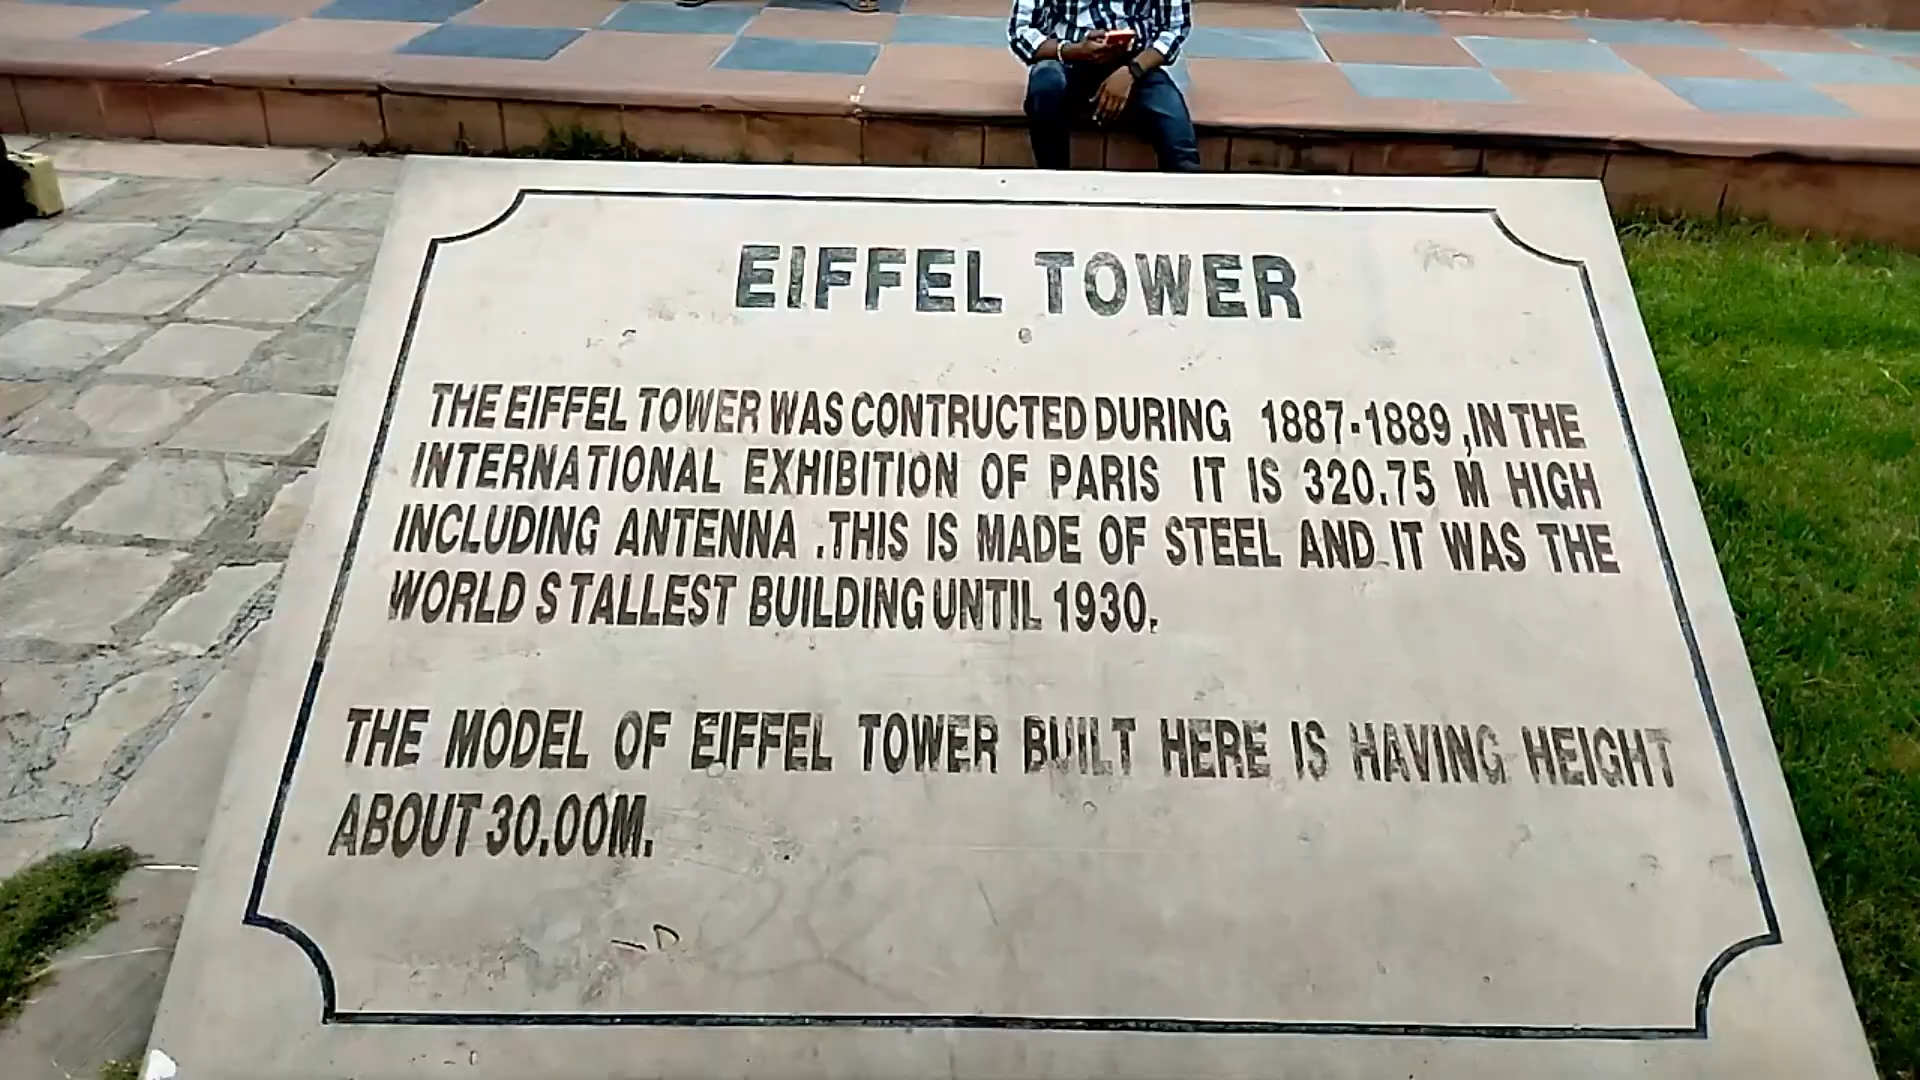 EIFFEL TOWER
THE EIFFEL TOWER WAS CONTRUCTED DURING 1887-1889 ,IN THE
INTERNATIONAL EXHIBITION OF PARIS IT IS 320.75 M HIGH
INCLUDING ANTENNA .THIS IS MADE OF STEEL AND IT WAS THE
WORLD S TALLEST BUILDING UNTIL 1930.
THE MODEL OF EIFFEL TOWER BUILT HERE IS HAVING HEIGHT
ABOUT 30.00M.